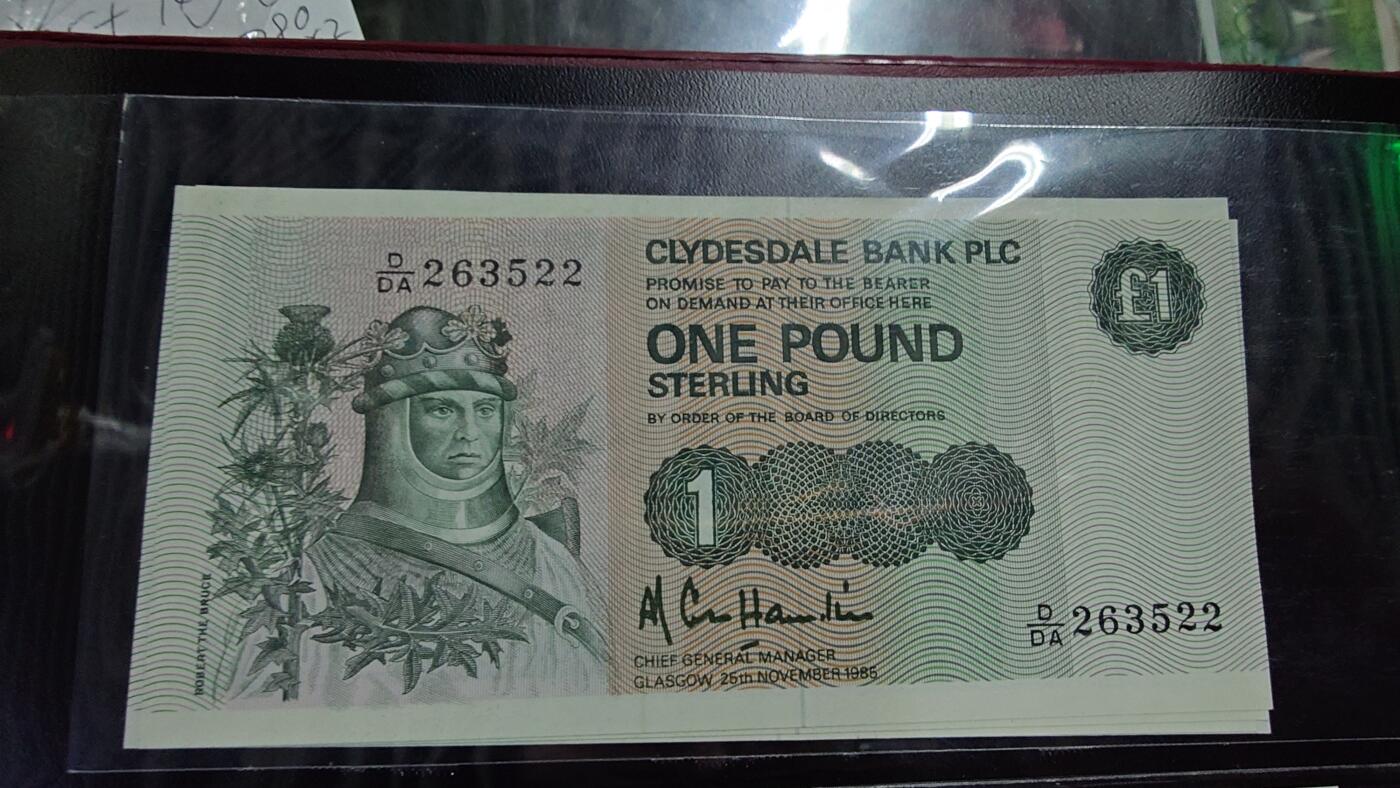 D/DA 263522
CLYDESDALE BANK PLC
PROMISE TO PAY TO THE BEARER
ON DEMAND AT THEIR OFFICE HERE
ONE POUND
STERLING
BY ORDER OF THE BOARD OF DIRECTORS
£1
1
ROBERT THE BRUCE
D/DA 263522
CHIEF GENERAL MANAGER
GLASGOW, 25th NOVEMBER 1985